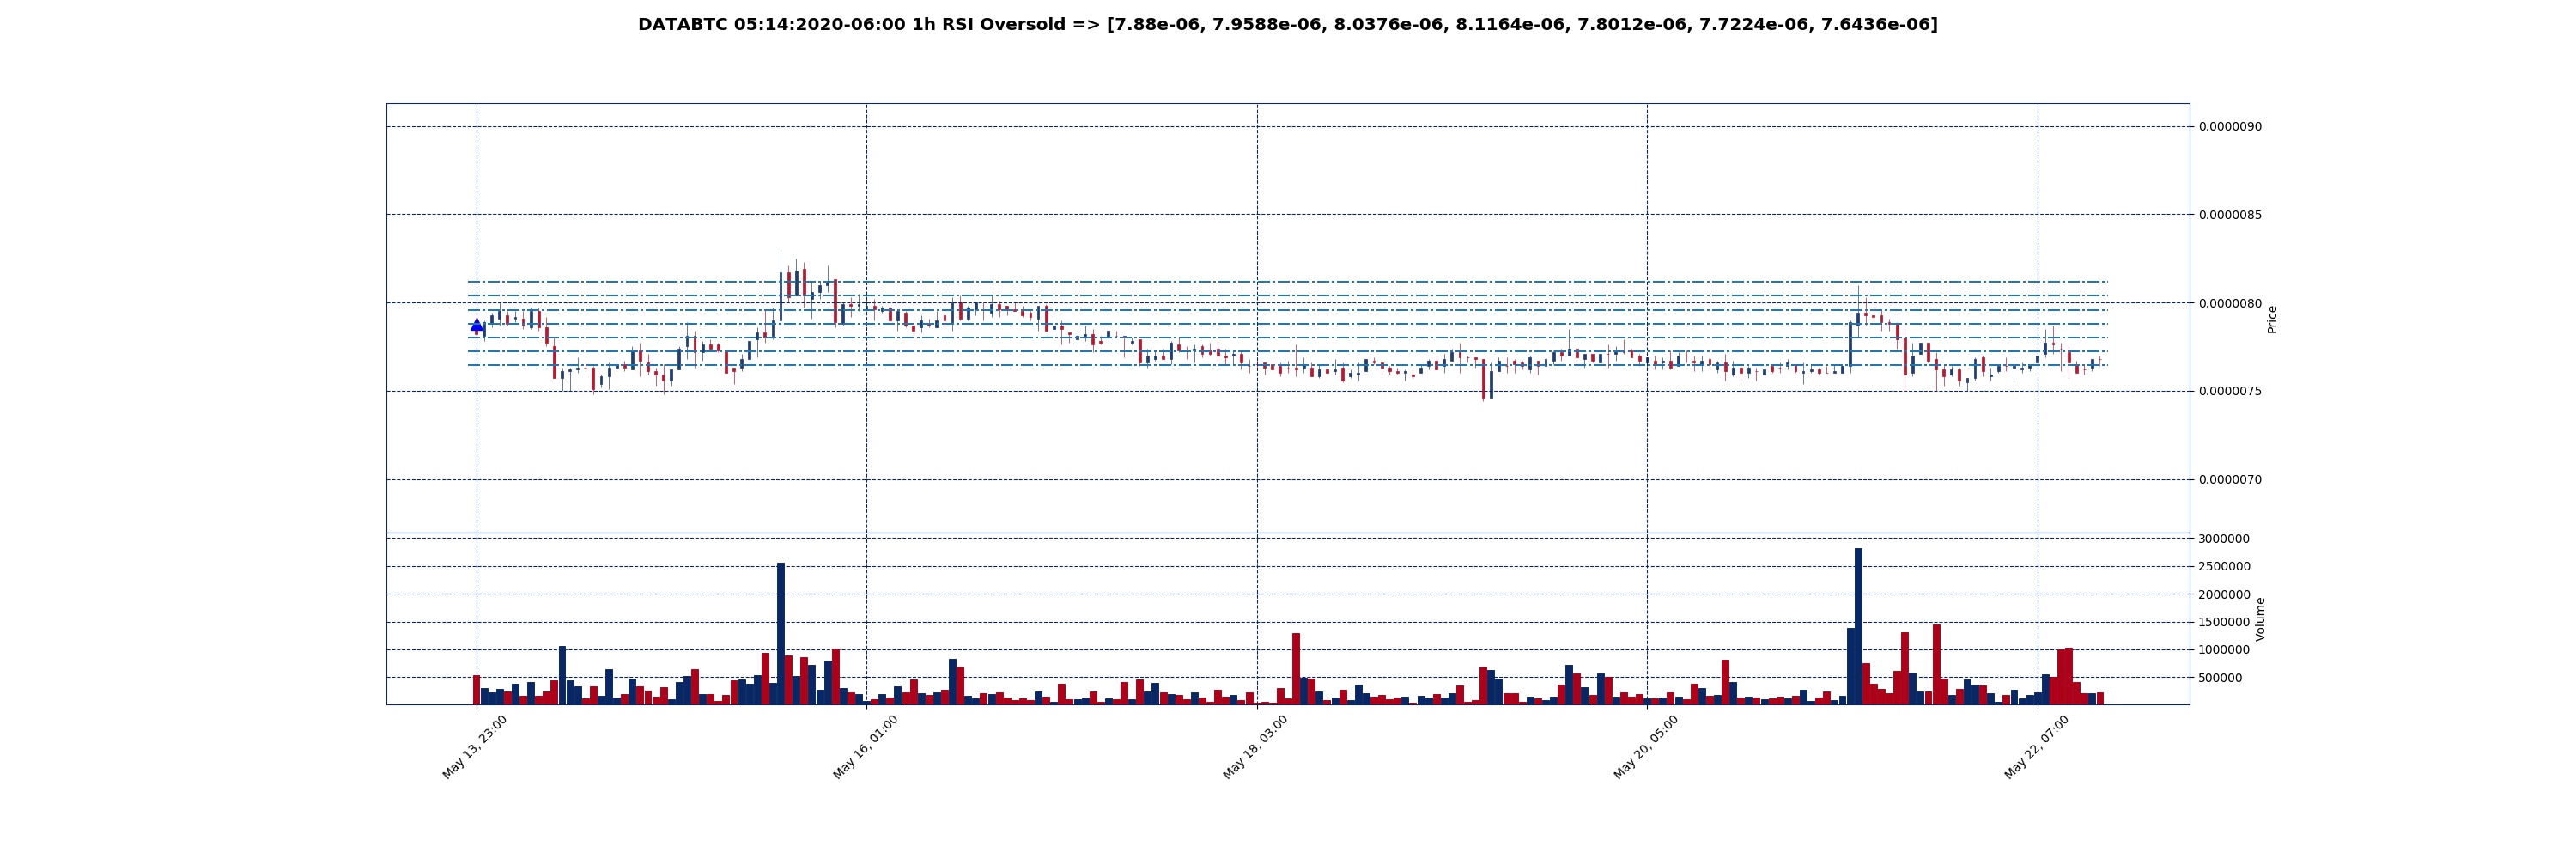 DATABTC 05:14:2020-06:00 1h RSI Oversold => [7.88e-06, 7.9588e-06, 8.0376e-06, 8.1164e-06, 7.8012e-06, 7.7224e-06, 7.6436e-06]
0.0000090
0.0000085
0.0000080
Price
0.0000075
0.0000070
3000000
2500000
2000000
1500000
Volume
1000000
500000
May 13, 23:00
May 16, 01:00
May 18, 03:00
May 20, 05:00
May 22, 07:00